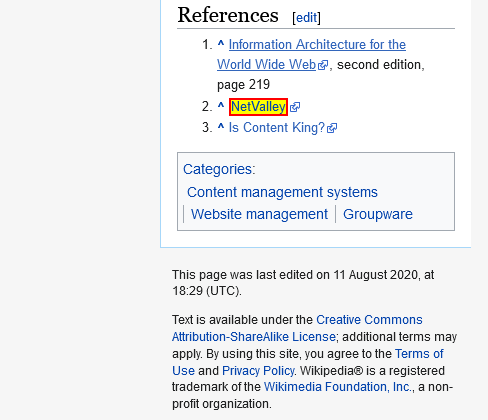 References [edit]
1. ^ Information Architecture for the
World Wide Web, second edition,
page 219
2. ^ NetValley
3. ^ Is Content King?
Categories:
Content management systems
Website management | Groupware
This page was last edited on 11 August 2020, at
18:29 (UTC).
Text is available under the Creative Commons
Attribution-ShareAlike License; additional terms may
apply. By using this site, you agree to the Terms of
Use and Privacy Policy. Wikipedia® is a registered
trademark of the Wikimedia Foundation, Inc., a non-
profit organization.